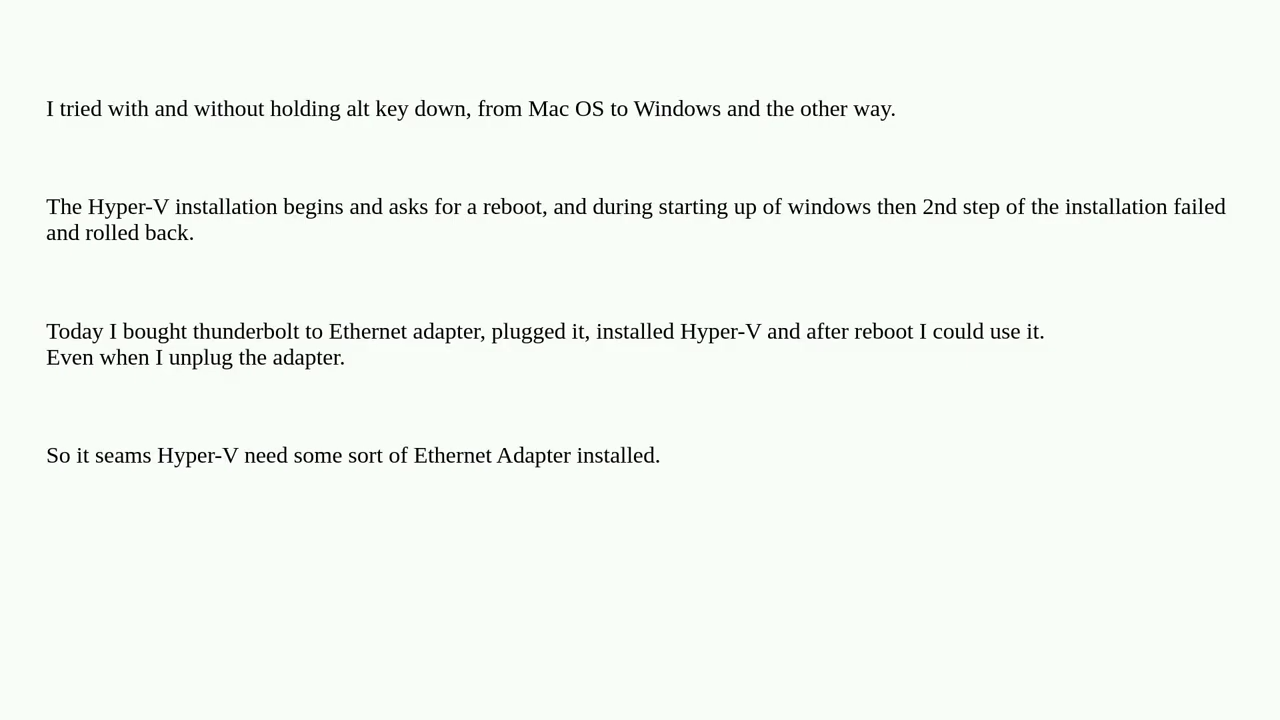 I tried with and without holding alt key down, from Mac OS to Windows and the other way.
The Hyper-V installation begins and asks for a reboot, and during starting up of windows then 2nd step of the installation failed
and rolled back.
Today I bought thunderbolt to Ethernet adapter, plugged it, installed Hyper-V and after reboot I could use it.
Even when I unplug the adapter.
So it seams Hyper-V need some sort of Ethernet Adapter installed.